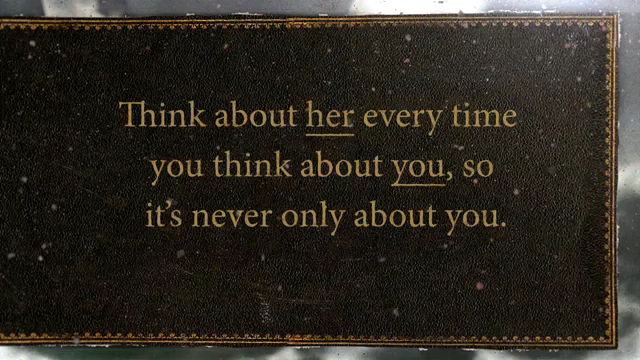 Think about her every time
you think about you, so
it's never only about you.